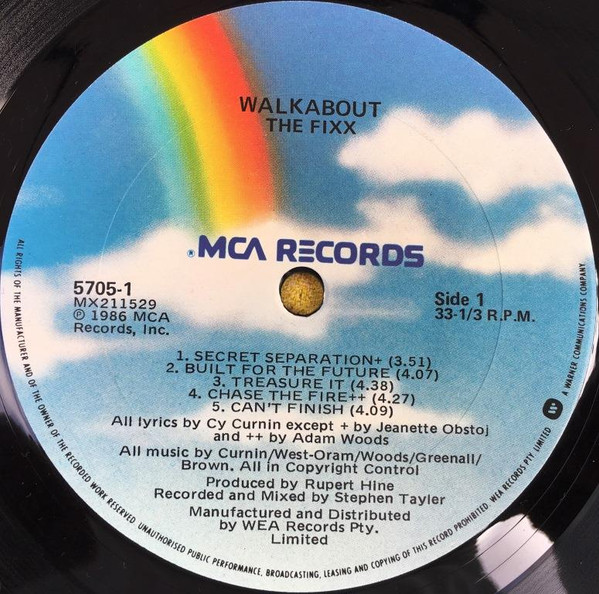 WALKABOUT
THE FIXX
® MCA RECORDS
5705-1
MX211529
℗ 1986 MCA
Records, Inc.
Side 1
33-1/3 R.P.M.
1. SECRET SEPARATION+ (3.51)
2. BUILT FOR THE FUTURE (4.07)
3. TREASURE IT (4.38)
4. CHASE THE FIRE++ (4.27)
5. CAN'T FINISH (4.09)
All lyrics by Cy Curnin except + by Jeanette Obstoj
and ++ by Adam Woods
All music by Curnin/West-Oram/Woods/Greenall/
Brown. All in Copyright Control
Produced by Rupert Hine
Recorded and Mixed by Stephen Tayler
Manufactured and Distributed
by WEA Records Pty.
Limited
ALL RIGHTS OF THE MANUFACTURER AND OF THE OWNER OF THE RECORDED WORK RESERVED. UNAUTHORISED PUBLIC PERFORMANCE, BROADCASTING, LEASING AND COPYING OF THIS RECORD PROHIBITED. WEA RECORDS PTY. LIMITED A WARNER COMMUNICATIONS COMPANY.